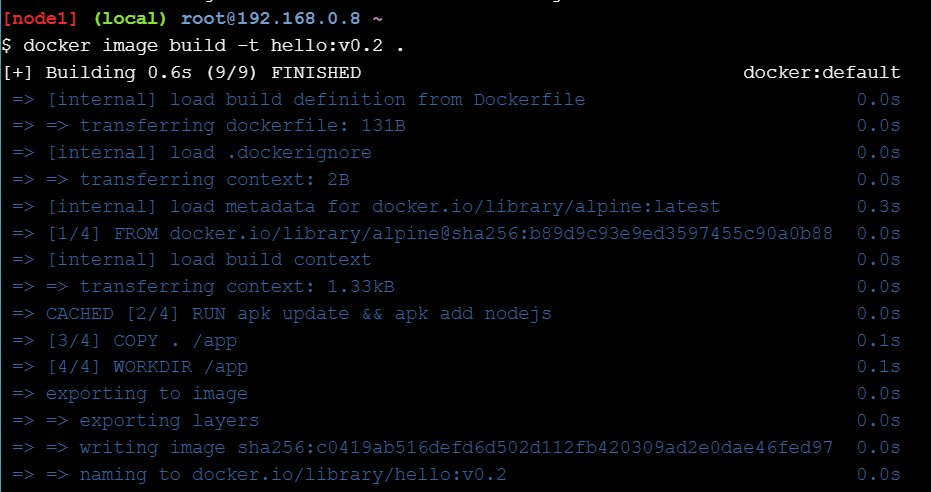 [node1] (local) root@192.168.0.8 ~
$ docker image build -t hello:v0.2 .
[+] Building 0.6s (9/9) FINISHED docker:default
=> [internal] load build definition from Dockerfile 0.0s
=> => transferring dockerfile: 131B 0.0s
=> [internal] load .dockerignore 0.0s
=> => transferring context: 2B 0.0s
=> [internal] load metadata for docker.io/library/alpine:latest 0.3s
=> [1/4] FROM docker.io/library/alpine@sha256:b89d9c93e9ed3597455c90a0b88 0.0s
=> [internal] load build context 0.0s
=> => transferring context: 1.33kB 0.0s
=> CACHED [2/4] RUN apk update && apk add nodejs 0.0s
=> [3/4] COPY . /app 0.1s
=> [4/4] WORKDIR /app 0.1s
=> exporting to image 0.0s
=> => exporting layers 0.0s
=> => writing image sha256:c0419ab516defd6d502d112fb420309ad2e0dae46fed97 0.0s
=> => naming to docker.io/library/hello:v0.2 0.0s